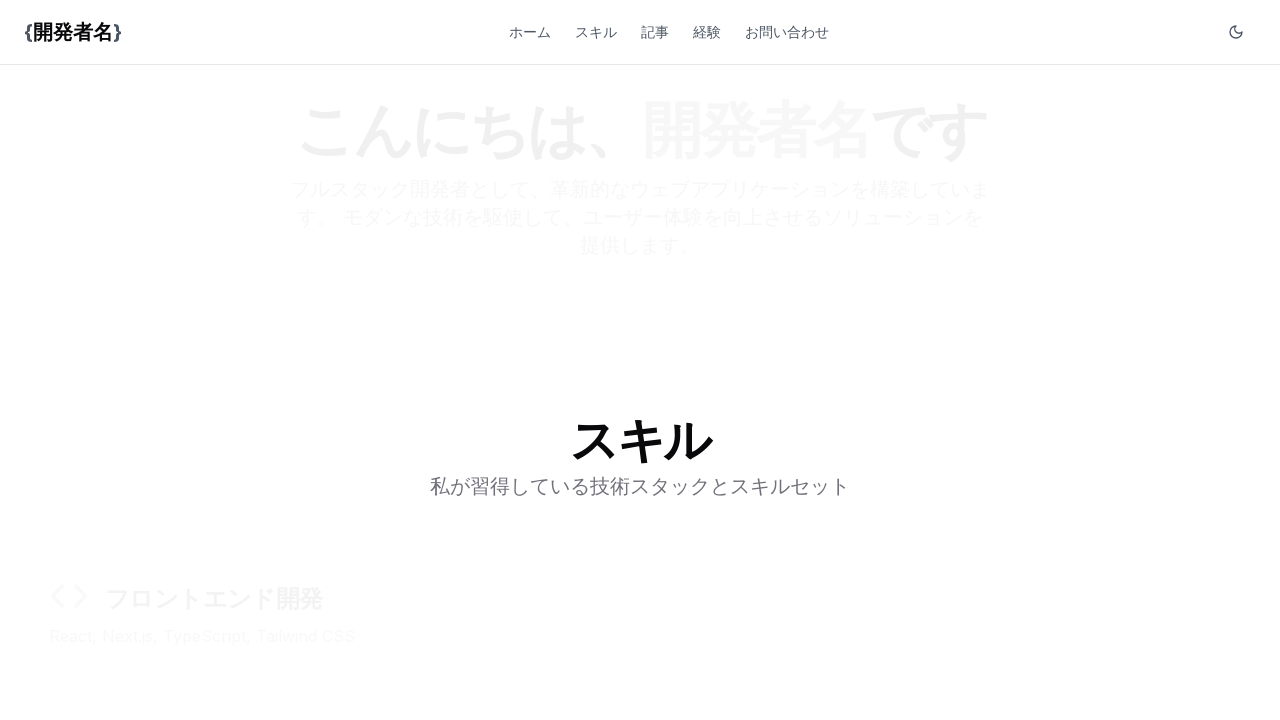 {開発者名}
ホーム
スキル
記事
経験
お問い合わせ
こんにちは、開発者名です
フルスタック開発者として、革新的なウェブアプリケーションを構築していま
す。 モダンな技術を駆使して、ユーザー体験を向上させるソリューションを
提供します。
スキル
私が習得している技術スタックとスキルセット
フロントエンド開発
React, Next.js, TypeScript, Tailwind CSS